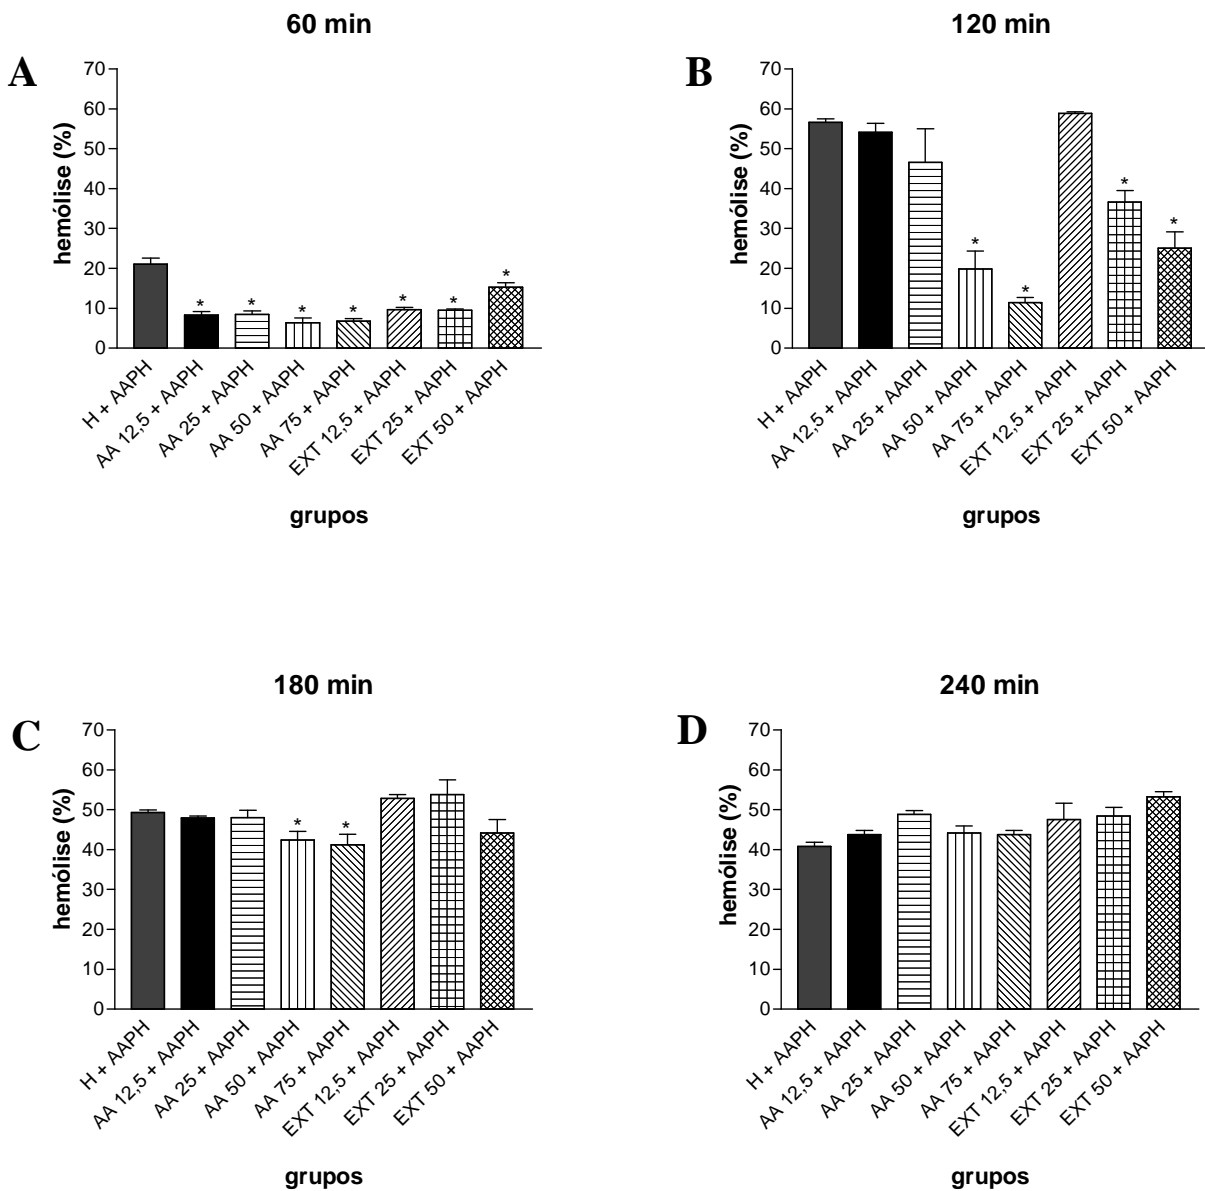 60 min
A
hemólise (%)
70
60
50
40
30
20
10
0
*
*
*
*
*
*
*
H + AAPH
AA 12,5 + AAPH
AA 25 + AAPH
AA 50 + AAPH
AA 75 + AAPH
EXT 12,5 + AAPH
EXT 25 + AAPH
EXT 50 + AAPH
grupos
120 min
B
hemólise (%)
70
60
50
40
30
20
10
0
*
*
*
*
H + AAPH
AA 12,5 + AAPH
AA 25 + AAPH
AA 50 + AAPH
AA 75 + AAPH
EXT 12,5 + AAPH
EXT 25 + AAPH
EXT 50 + AAPH
grupos
180 min
C
hemólise (%)
70
60
50
40
30
20
10
0
*
*
H + AAPH
AA 12,5 + AAPH
AA 25 + AAPH
AA 50 + AAPH
AA 75 + AAPH
EXT 12,5 + AAPH
EXT 25 + AAPH
EXT 50 + AAPH
grupos
240 min
D
hemólise (%)
70
60
50
40
30
20
10
0
H + AAPH
AA 12,5 + AAPH
AA 25 + AAPH
AA 50 + AAPH
AA 75 + AAPH
EXT 12,5 + AAPH
EXT 25 + AAPH
EXT 50 + AAPH
grupos